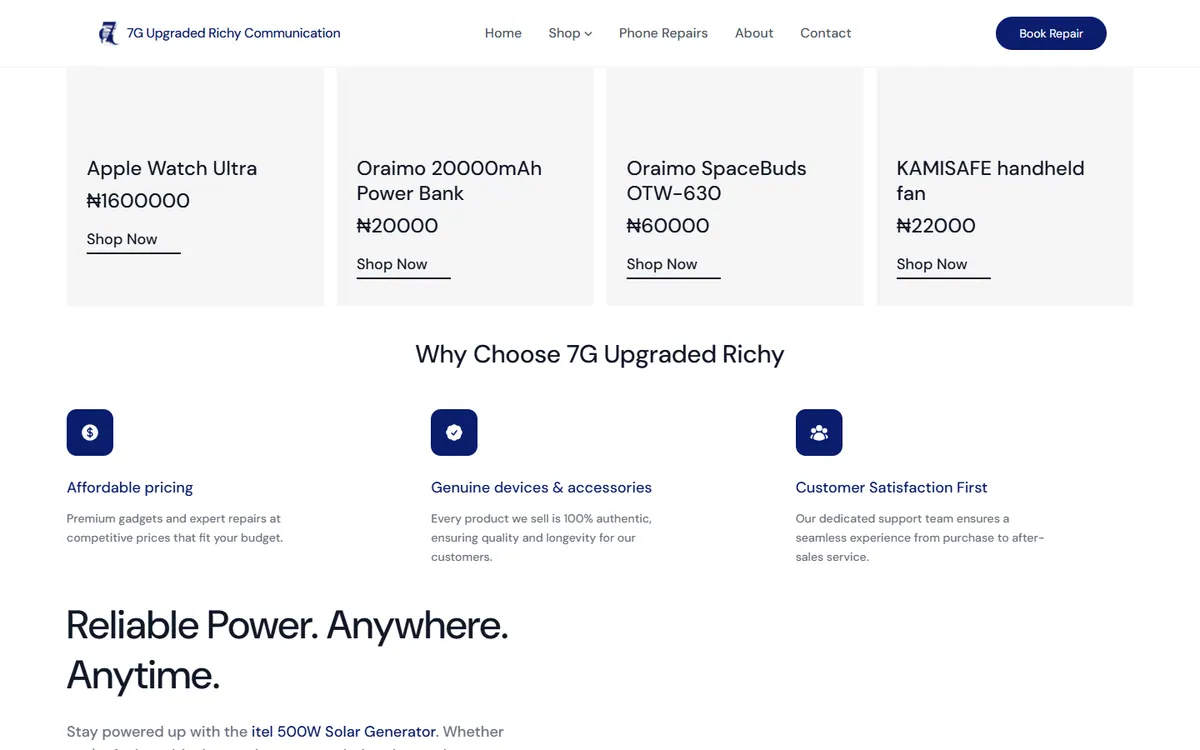 7G Upgraded Richy Communication
Home
Shop
Phone Repairs
About
Contact
Book Repair
Apple Watch Ultra
₦1600000
Shop Now
Oraimo 20000mAh
Power Bank
₦20000
Shop Now
Oraimo SpaceBuds
OTW-630
₦60000
Shop Now
KAMISAFE handheld
fan
₦22000
Shop Now
Why Choose 7G Upgraded Richy
Affordable pricing
Premium gadgets and expert repairs at
competitive prices that fit your budget.
Genuine devices & accessories
Every product we sell is 100% authentic,
ensuring quality and longevity for our
customers.
Customer Satisfaction First
Our dedicated support team ensures a
seamless experience from purchase to after-
sales service.
Reliable Power. Anywhere.
Anytime.
Stay powered up with the itel 500W Solar Generator. Whether